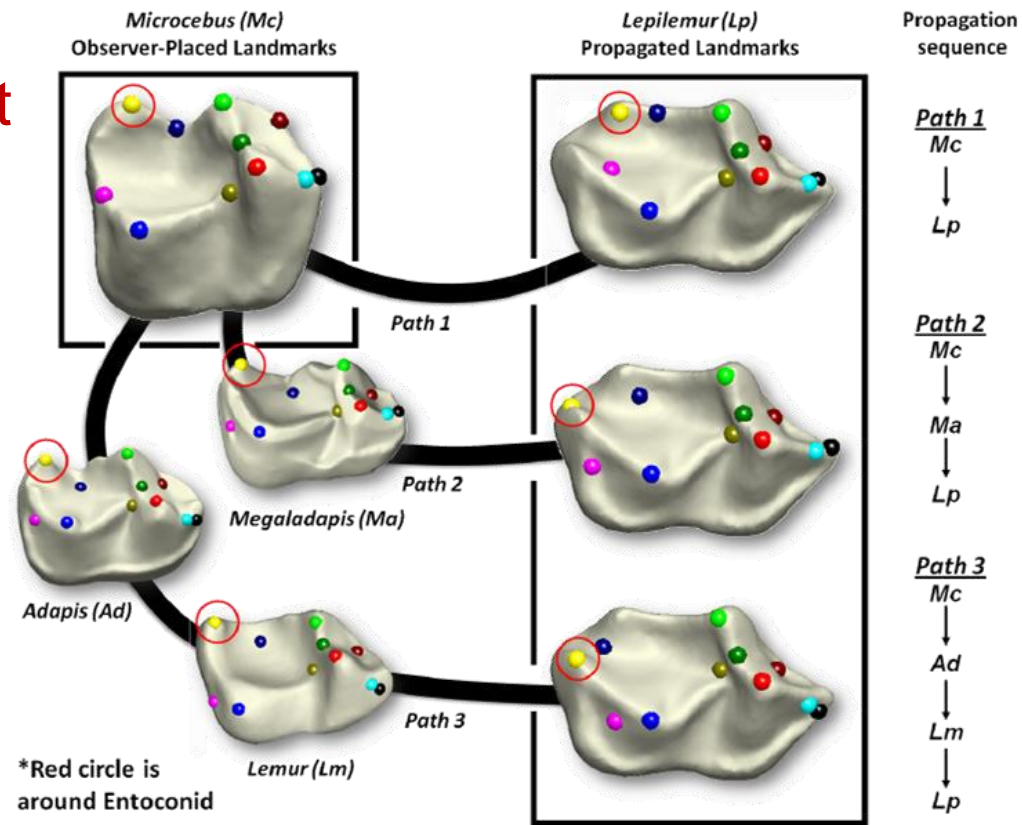 t
Microcebus (Mc)
Observer-Placed Landmarks
Lepilemur (Lp)
Propagated Landmarks
Propagation
sequence
Path 1
Mc
Lp
Path 1
Path 2
Mc
Ma
Lp
Path 2
Megaladapis (Ma)
Adapis (Ad)
Path 3
Mc
Ad
Lm
Lp
Path 3
Lemur (Lm)
*Red circle is
around Entoconid